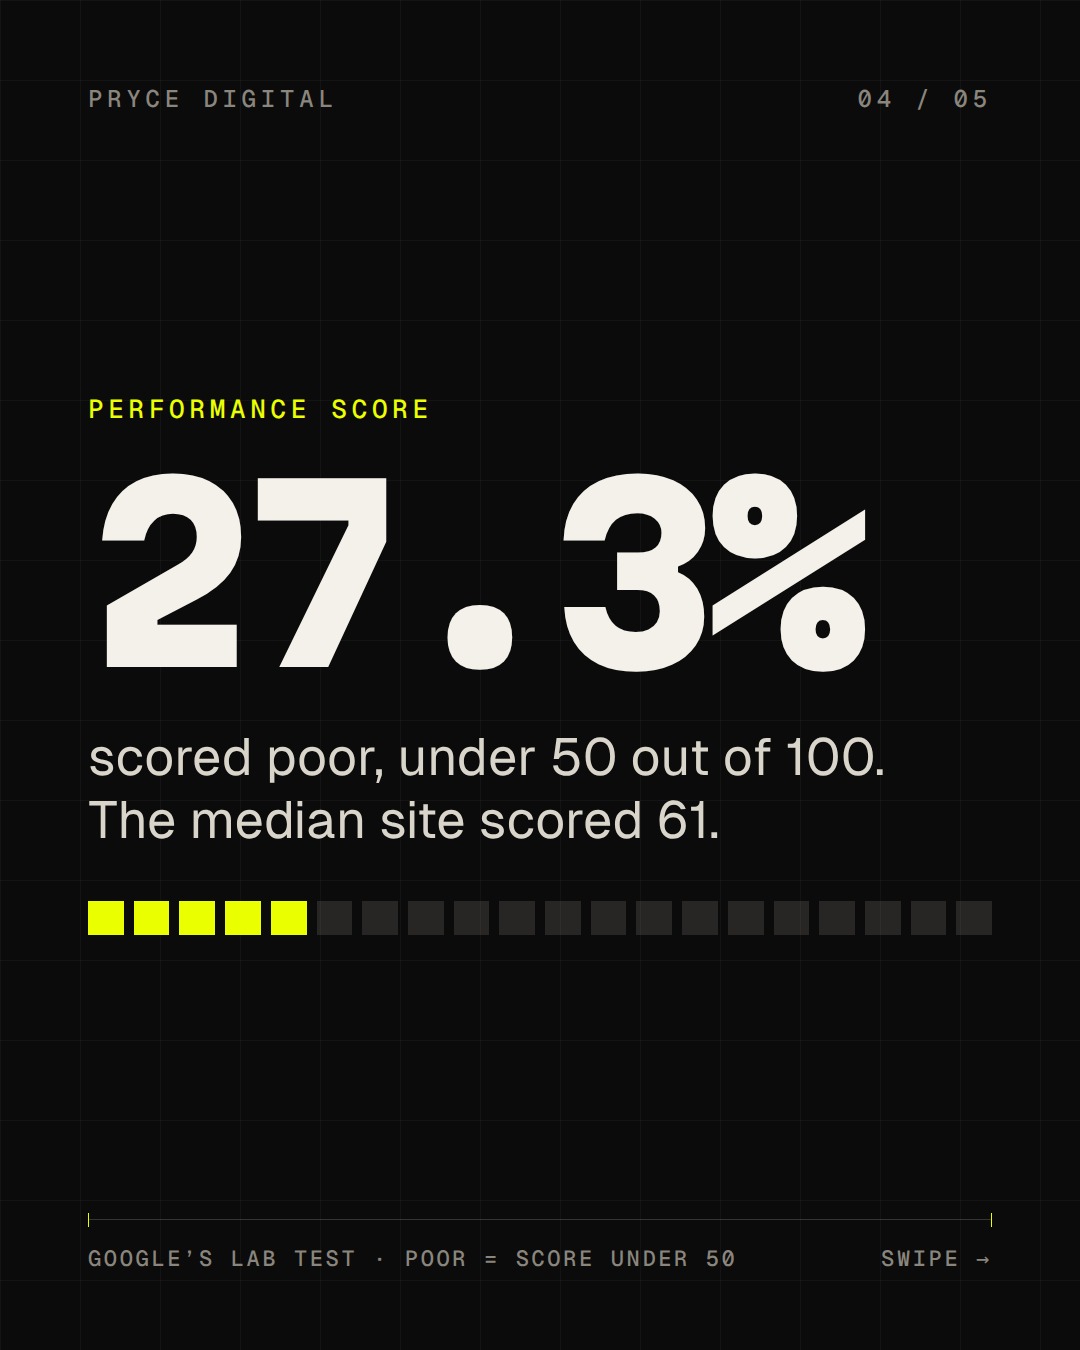 PRYCE DIGITAL
04 / 05
PERFORMANCE SCORE
27.3%
scored poor, under 50 out of 100.
The median site scored 61.
GOOGLE’S LAB TEST · POOR = SCORE UNDER 50
SWIPE →